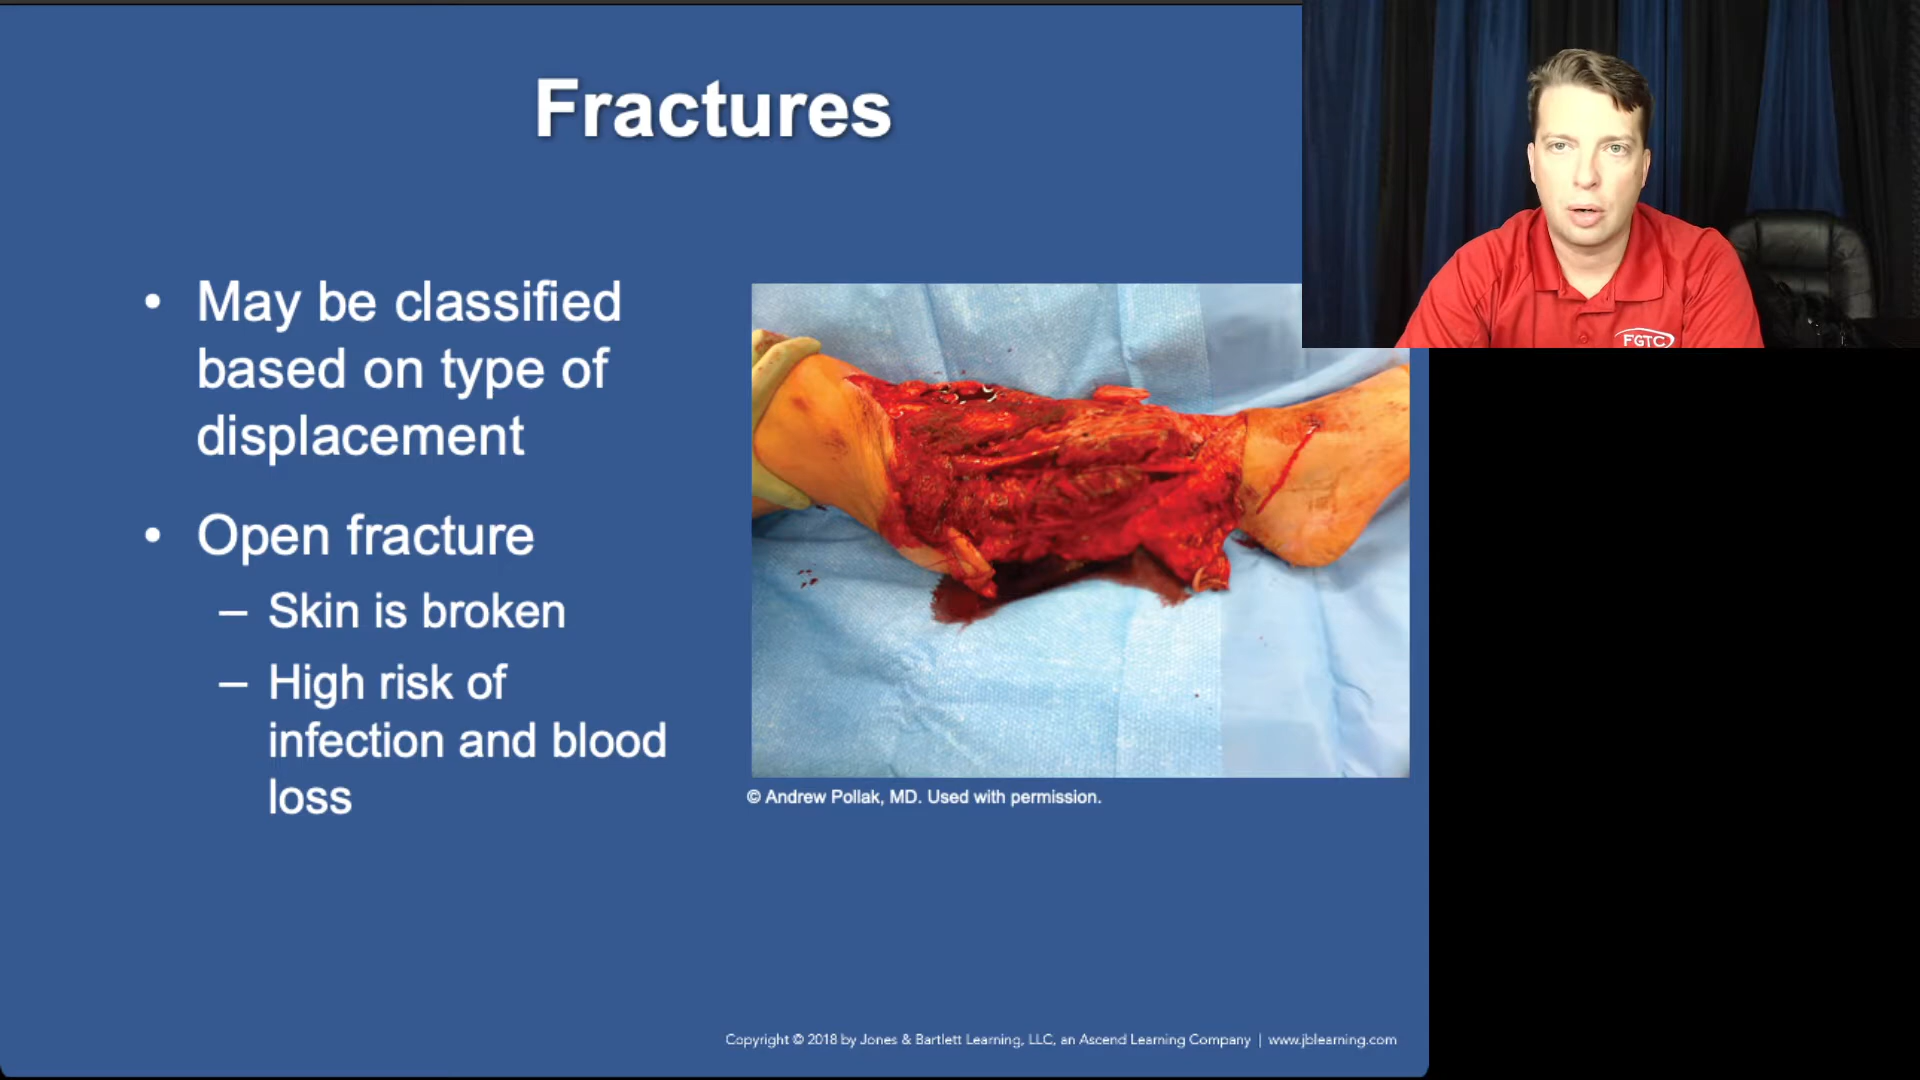 Fractures
• May be classified
based on type of
displacement
• Open fracture
– Skin is broken
– High risk of
infection and blood
loss
© Andrew Pollak, MD. Used with permission.
FGTC
Copyright © 2018 by Jones & Bartlett Learning, LLC, an Ascend Learning Company | www.jblearning.com